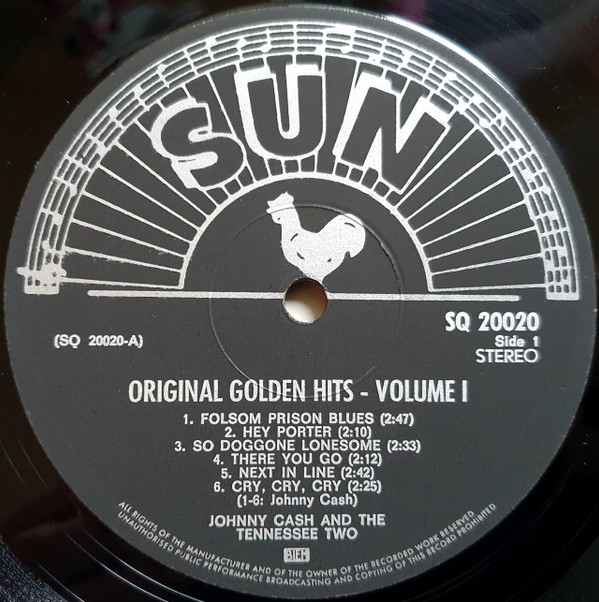 SUN
SQ 20020
(SQ 20020-A)
Side 1
STEREO
ORIGINAL GOLDEN HITS - VOLUME I
1. FOLSOM PRISON BLUES (2:47)
2. HEY PORTER (2:10)
3. SO DOGGONE LONESOME (2:33)
4. THERE YOU GO (2:12)
5. NEXT IN LINE (2:42)
6. CRY, CRY, CRY (2:25)
(1-6: Johnny Cash)
JOHNNY CASH AND THE
TENNESSEE TWO
BIEM
ALL RIGHTS OF THE MANUFACTURER AND OF THE OWNER OF THE RECORDED WORK RESERVED
UNAUTHORISED PUBLIC PERFORMANCE BROADCASTING AND COPYING OF THIS RECORD PROHIBITED